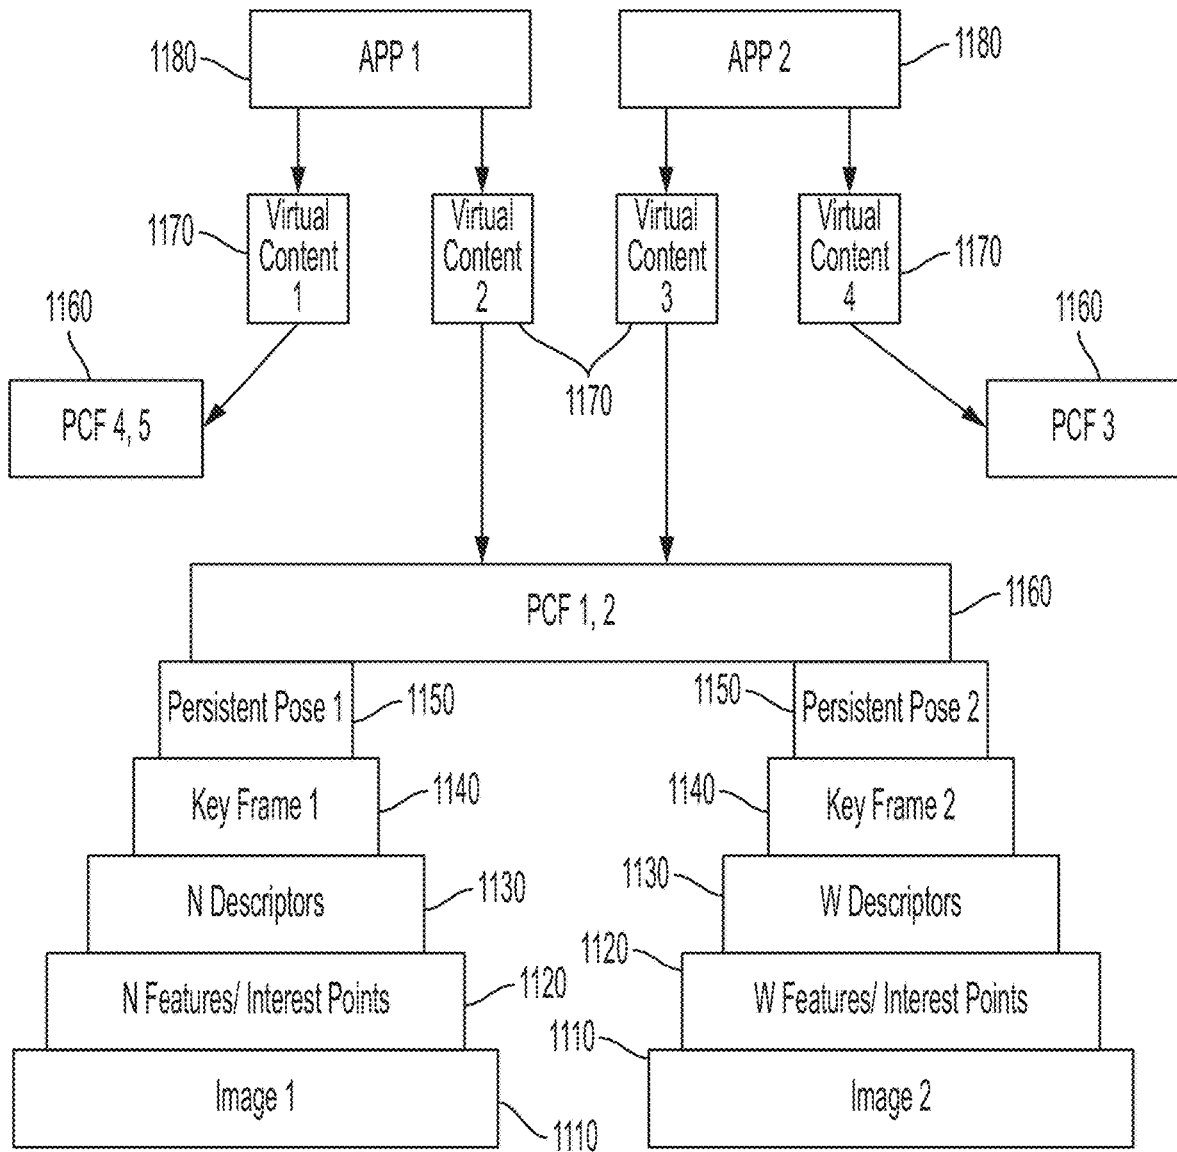 1180
APP 1
APP 2
1180
1170
Virtual
Content
1
Virtual
Content
2
Virtual
Content
3
Virtual
Content
4
1170
1160
1160
1170
PCF 4, 5
PCF 3
PCF 1, 2
1160
Persistent Pose 1
1150
1150
Persistent Pose 2
Key Frame 1
1140
1140
Key Frame 2
N Descriptors
1130
1130
W Descriptors
N Features/ Interest Points
1120
1120
W Features/ Interest Points
Image 1
1110
1110
Image 2